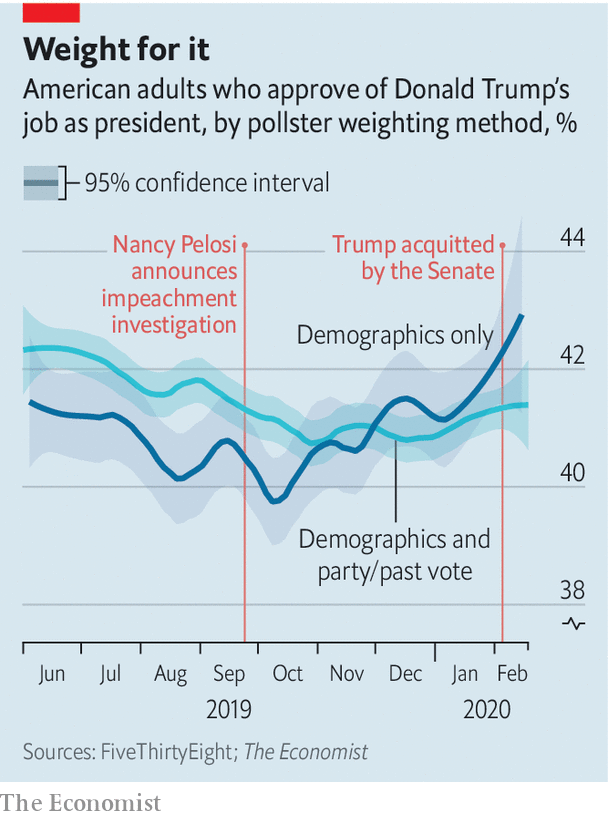 Weight for it
American adults who approve of Donald Trump’s
job as president, by pollster weighting method, %
95% confidence interval
44
Nancy Pelosi
announces
impeachment
investigation
Trump acquitted
by the Senate
Demographics only
42
40
Demographics and
party/past vote
38
Jun Jul Aug Sep Oct Nov Dec Jan Feb
2019 2020
Sources: FiveThirtyEight; The Economist
The Economist